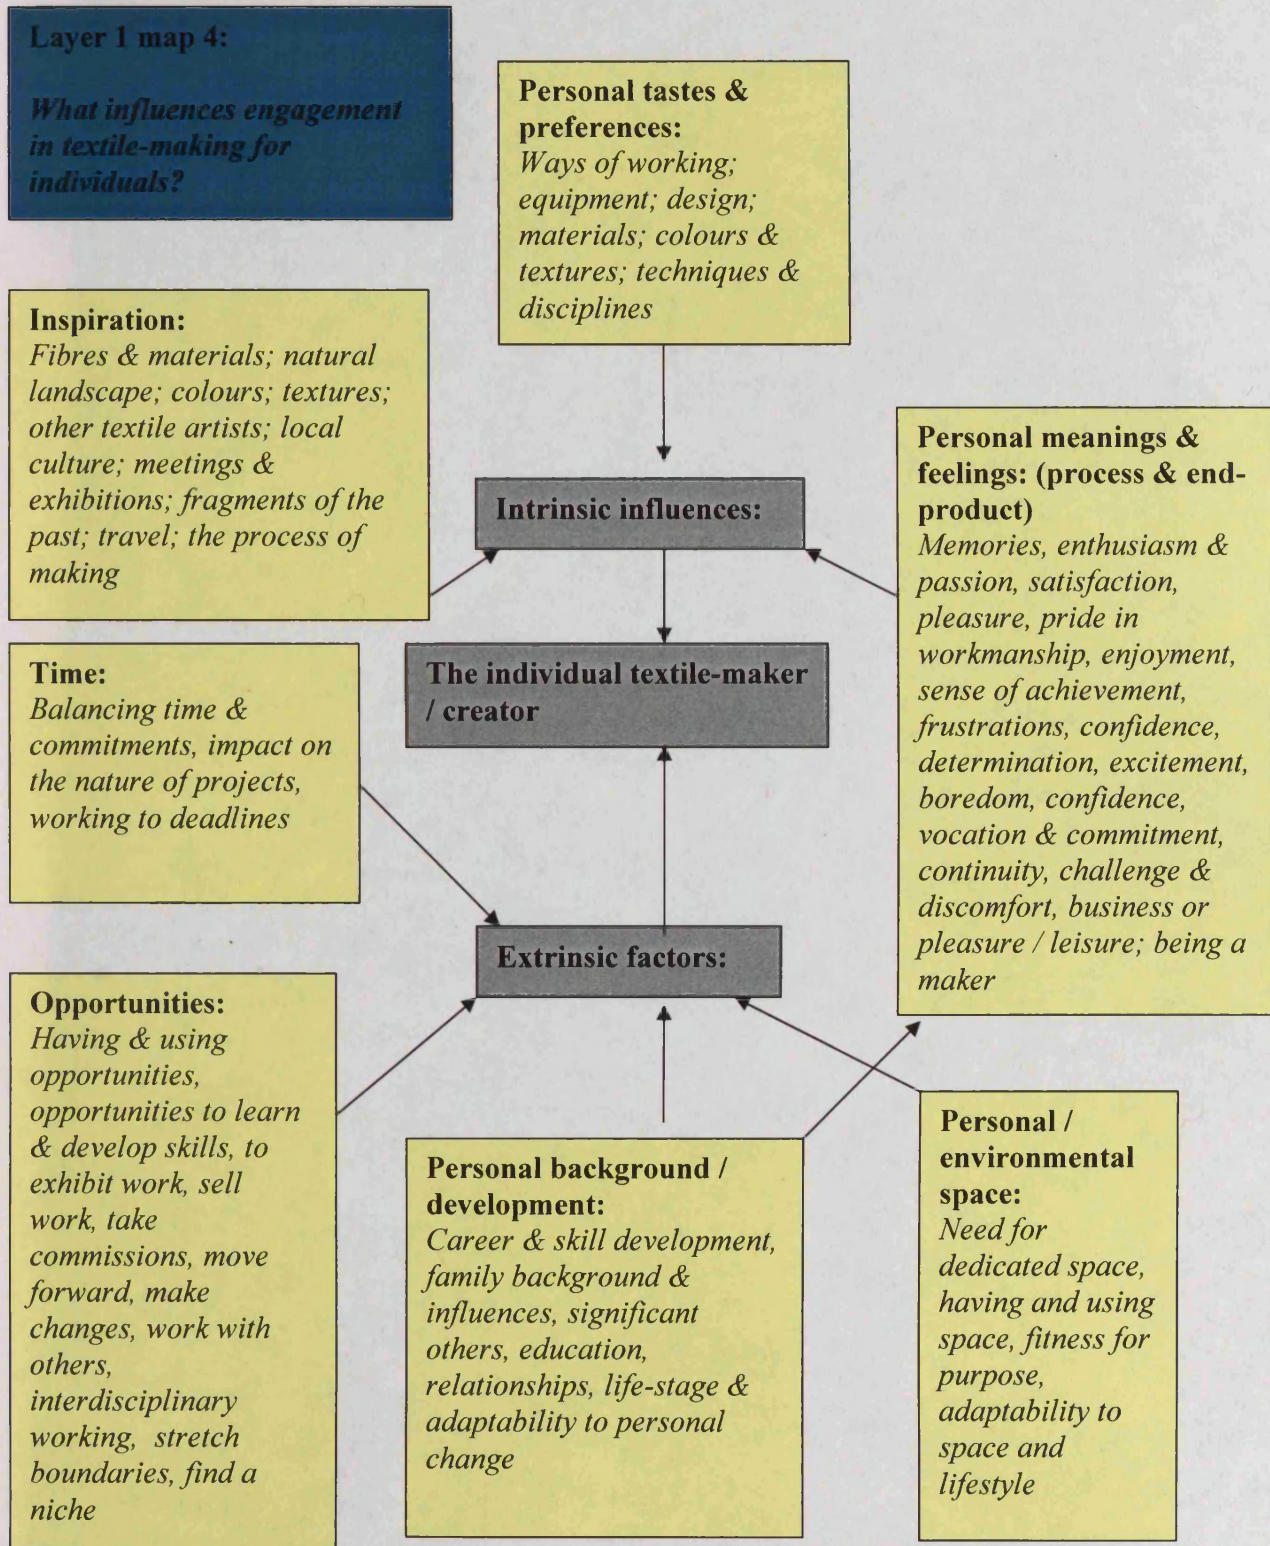 Layer 1 map 4:
What influences engagement
in textile-making for
individuals?
Personal tastes &
preferences:
Ways of working;
equipment; design;
materials; colours &
textures; techniques &
disciplines
Inspiration:
Fibres & materials; natural
landscape; colours; textures;
other textile artists; local
culture; meetings &
exhibitions; fragments of the
past; travel; the process of
making
Personal meanings &
feelings: (process & end-
product)
Memories, enthusiasm &
passion, satisfaction,
pleasure, pride in
workmanship, enjoyment,
sense of achievement,
frustrations, confidence,
determination, excitement,
boredom, confidence,
vocation & commitment,
continuity, challenge &
discomfort, business or
pleasure / leisure; being a
maker
Intrinsic influences:
The individual textile-maker
/ creator
Time:
Balancing time &
commitments, impact on
the nature of projects,
working to deadlines
Extrinsic factors:
Opportunities:
Having & using
opportunities,
opportunities to learn
& develop skills, to
exhibit work, sell
work, take
commissions, move
forward, make
changes, work with
others,
interdisciplinary
working, stretch
boundaries, find a
niche
Personal background /
development:
Career & skill development,
family background &
influences, significant
others, education,
relationships, life-stage &
adaptability to personal
change
Personal /
environmental
space:
Need for
dedicated space,
having and using
space, fitness for
purpose,
adaptability to
space and
lifestyle